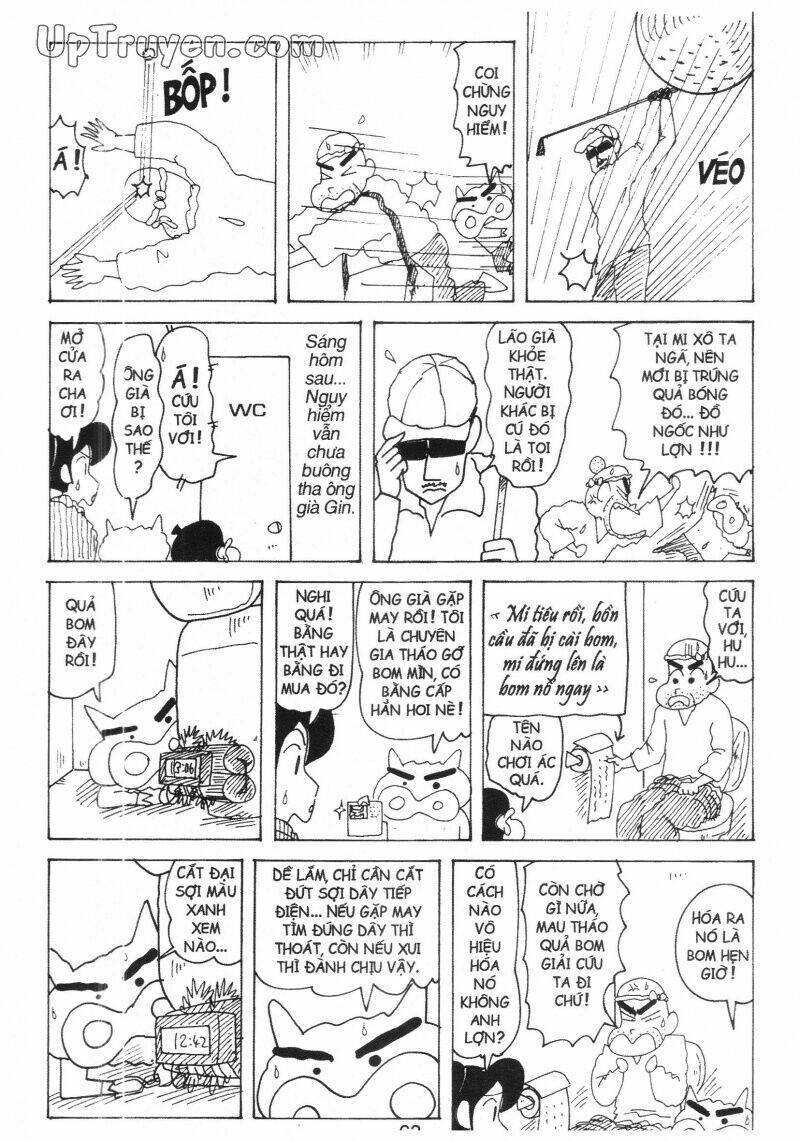 UpTruyen.com
VÉO
COI
CHỪNG
NGUY
HIỂM!
BỐP!
Á!
TẠI MI XÔ TA
NGÃ, NÊN
MỚI BỊ TRỨNG
QUẢ BÓNG
ĐÓ... ĐỒ
NGỐC NHƯ
LỢN !!!
LÃO GIÀ
KHỎE
THẬT.
NGƯỜI
KHÁC BỊ
CÚ ĐÓ
LÀ TOI
RỒI!
Sáng
hôm
sau...
Nguy
hiểm
vẫn
chưa
buông
tha ông
già Gin.
WC
Á!
CỨU
TÔI
VỚI!
ÔNG
GIÀ
BỊ
SAO
THẾ
?
MỞ
CỬA
RA
CHA
ƠI!
CỨU
TA
VỚI,
HU
HU...
« Mi tiêu rồi, bồn
cầu đã bị cài bom,
mi đứng lên là
bom nổ ngay »
TÊN
NÀO
CHƠI ÁC
QUÁ.
ÔNG GIÀ GẶP
MAY RỒI! TÔI
LÀ CHUYÊN
GIA THÁO GỠ
BOM MÌN, CÓ
BẰNG CẤP
HẲN HOI NÈ!
NGHI
QUÁ!
BẰNG
THẬT HAY
BẰNG ĐI
MUA ĐÓ?
QUẢ
BOM
ĐÂY
RỒI!
13:06
HÓA RA
NÓ LÀ
BOM HẸN
GIỜ!
CÒN CHỜ
GÌ NỮA,
MAU THÁO
QUẢ BOM
GIẢI CỨU
TA ĐI
CHỨ!
CÓ
CÁCH
NÀO
VÔ
HIỆU
HÓA
NÓ
KHÔNG
ANH
LỢN?
DỄ LẮM, CHỈ CẦN CẮT
ĐỨT SỢI DÂY TIẾP
ĐIỆN... NẾU GẶP MAY
TÌM ĐÚNG DÂY THÌ
THOÁT, CÒN NẾU XUI
THÌ ĐÀNH CHỊU VẬY.
CẮT ĐẠI
SỢI MÀU
XANH
XEM
NÀO...
12:42